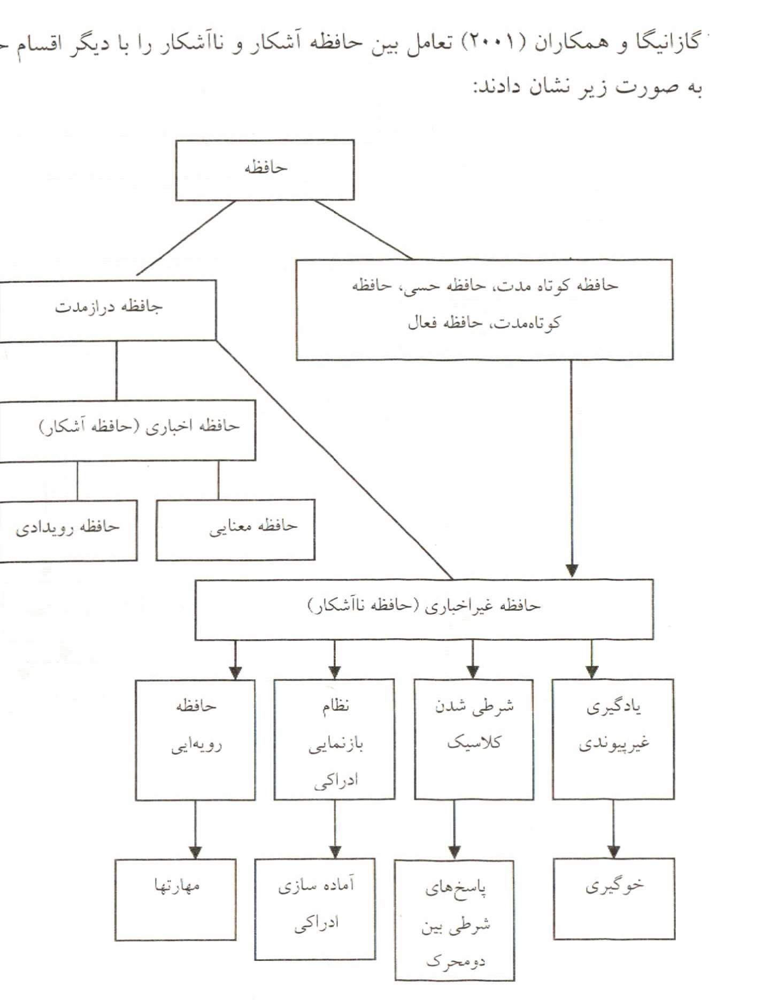 گازانیگا و همکاران (۲۰۰۱) تعامل بین حافظه آشکار و ناآشکار را با دیگر اقسام
به صورت زیر نشان دادند:
حافظه
حافظه کوتاه مدت، حافظه حسی، حافظه
کوتاه‌مدت، حافظه فعال
حافظه درازمدت
حافظه اخباری (حافظه آشکار)
حافظه معنایی
حافظه رویدادی
حافظه غیراخباری (حافظه ناآشکار)
یادگیری
غیرپیوندی
شرطی شدن
کلاسیک
نظام
بازنمایی
ادراکی
حافظه
رویه‌ایی
خوگیری
پاسخ‌های
شرطی بین
دومحرک
آماده سازی
ادراکی
مهارتها